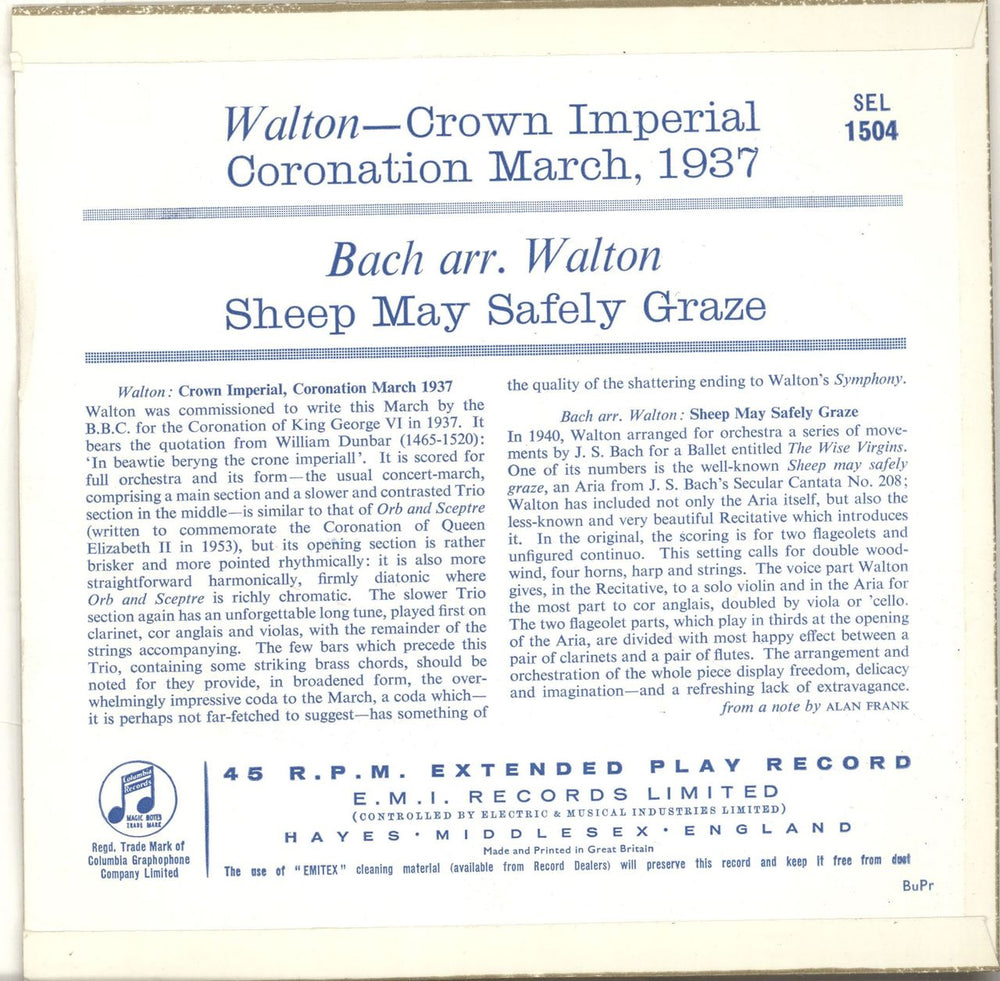 Walton—Crown Imperial
Coronation March, 1937
SEL
1504
Bach arr. Walton
Sheep May Safely Graze
Walton: Crown Imperial, Coronation March 1937
Walton was commissioned to write this March by the
B.B.C. for the Coronation of King George VI in 1937. It
bears the quotation from William Dunbar (1465-1520):
‘In beawtie beryng the crone imperiall’. It is scored for
full orchestra and its form—the usual concert-march,
comprising a main section and a slower and contrasted Trio
section in the middle—is similar to that of Orb and Sceptre
(written to commemorate the Coronation of Queen
Elizabeth II in 1953), but its opening section is rather
brisker and more pointed rhythmically: it is also more
straightforward harmonically, firmly diatonic where
Orb and Sceptre is richly chromatic. The slower Trio
section again has an unforgettable long tune, played first on
clarinet, cor anglais and violas, with the remainder of the
strings accompanying. The few bars which precede this
Trio, containing some striking brass chords, should be
noted for they provide, in broadened form, the over-
whelmingly impressive coda to the March, a coda which—
it is perhaps not far-fetched to suggest—has something of
the quality of the shattering ending to Walton’s Symphony.
Bach arr. Walton: Sheep May Safely Graze
In 1940, Walton arranged for orchestra a series of move-
ments by J. S. Bach for a Ballet entitled The Wise Virgins.
One of its numbers is the well-known Sheep may safely
graze, an Aria from J. S. Bach’s Secular Cantata No. 208;
Walton has included not only the Aria itself, but also the
less-known and very beautiful Recitative which introduces
it. In the original, the scoring is for two flageolets and
unfigured continuo. This setting calls for double wood-
wind, four horns, harp and strings. The voice part Walton
gives, in the Recitative, to a solo violin and in the Aria for
the most part to cor anglais, doubled by viola or ’cello.
The two flageolet parts, which play in thirds at the opening
of the Aria, are divided with most happy effect between a
pair of clarinets and a pair of flutes. The arrangement and
orchestration of the whole piece display freedom, delicacy
and imagination—and a refreshing lack of extravagance.
from a note by ALAN FRANK
Columbia
Records
MAGIC NOTES
TRADE MARK
Regd. Trade Mark of
Columbia Graphophone
Company Limited
45 R.P.M. EXTENDED PLAY RECORD
E.M.I. RECORDS LIMITED
(CONTROLLED BY ELECTRIC & MUSICAL INDUSTRIES LIMITED)
HAYES · MIDDLESEX · ENGLAND
Made and Printed in Great Britain
The use of "EMITEX" cleaning material (available from Record Dealers) will preserve this record and keep it free from dust
BuPr